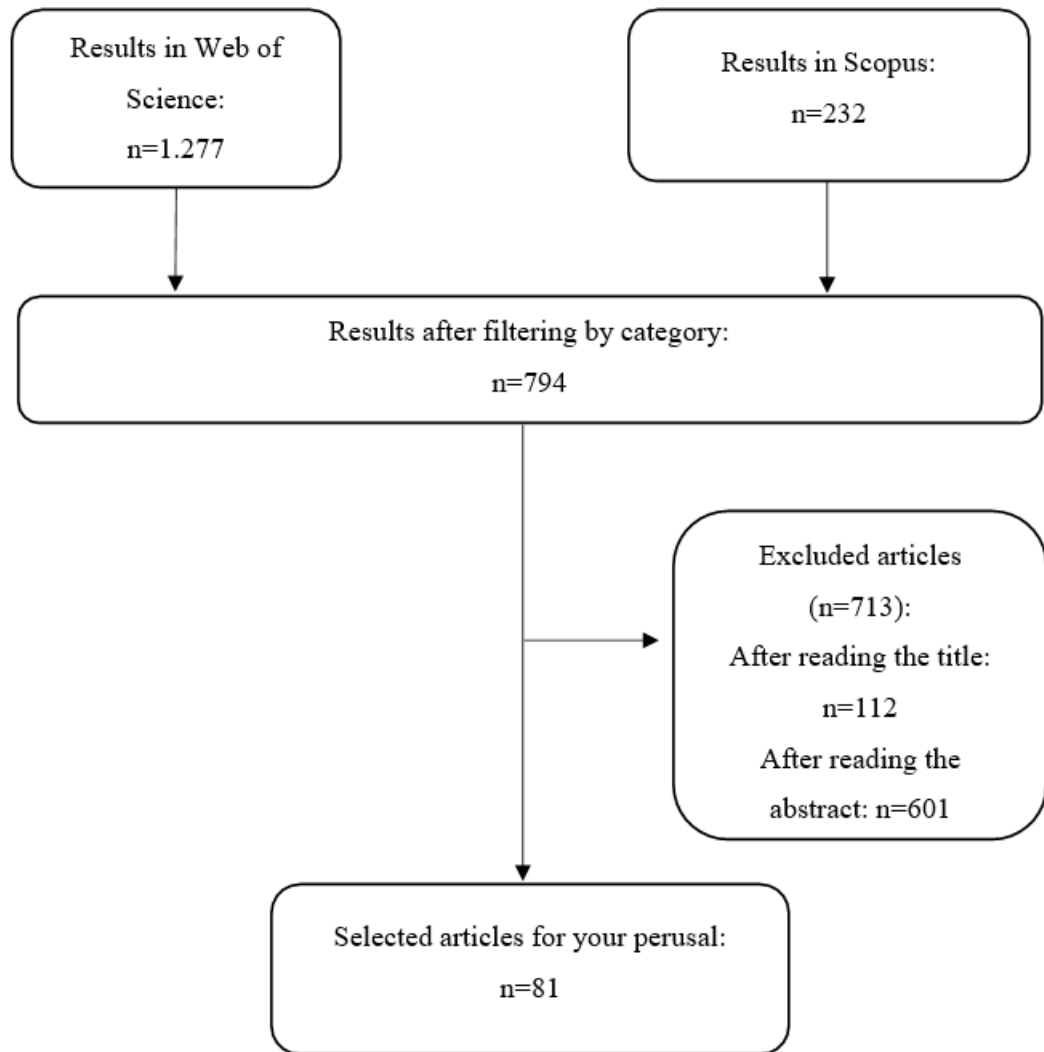 Results in Web of
Science:
n=1.277
Results in Scopus:
n=232
Results after filtering by category:
n=794
Excluded articles
(n=713):
After reading the title:
n=112
After reading the
abstract: n=601
Selected articles for your perusal:
n=81